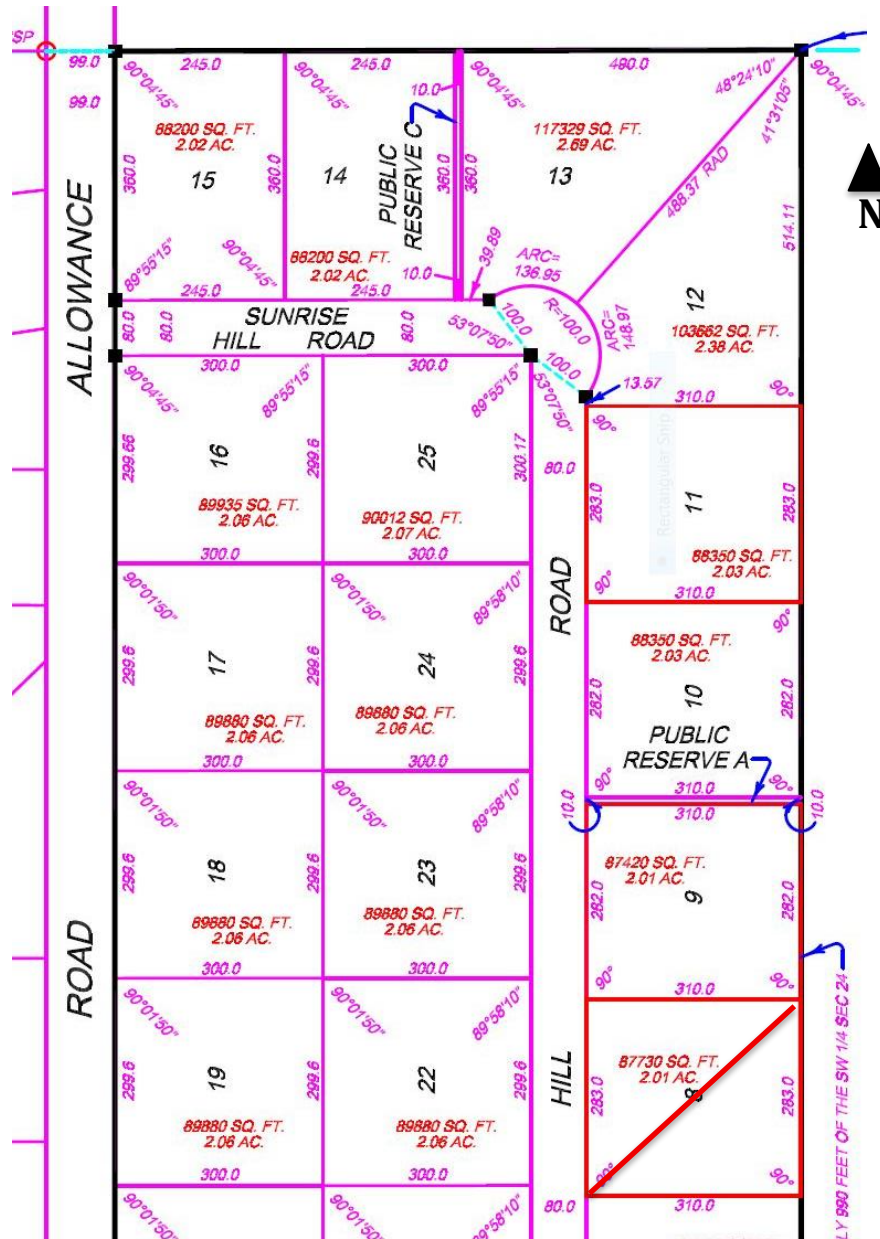 SP
99.0
245.0
245.0
480.0
99.0
90°04'45"
90°04'45"
10.0
90°04'45"
48°24'10"
90°04'45"
41°31'05"
88200 SQ. FT.
2.02 AC.
15
360.0
360.0
14
PUBLIC
RESERVE C
360.0
360.0
117329 SQ. FT.
2.69 AC.
13
488.37 RAD
514.11
N
ALLOWANCE
89°55'15"
90°04'45"
88200 SQ. FT.
2.02 AC.
10.0
39.89
ARC=
136.95
245.0
245.0
80.0
80.0
SUNRISE
HILL ROAD
80.0
53°07'50"
100.0
R=100.0
ARC=
148.97
12
103662 SQ. FT.
2.38 AC.
300.0
300.0
100.0
53°07'50"
13.57
310.0
90°
90°
90°04'45"
89°55'15"
89°55'15"
Rectangular Snip
299.66
16
299.6
25
300.17
80.0
283.0
11
283.0
89935 SQ. FT.
2.06 AC.
90012 SQ. FT.
2.07 AC.
88350 SQ. FT.
2.03 AC.
300.0
300.0
90°
310.0
90°01'50"
90°01'50"
89°58'10"
ROAD
90°
299.6
17
299.6
24
299.6
88350 SQ. FT.
2.03 AC.
282.0
10
282.0
89880 SQ. FT.
2.06 AC.
89880 SQ. FT.
2.06 AC.
PUBLIC
RESERVE A
300.0
300.0
90°
310.0
90°
90°01'50"
90°01'50"
89°58'10"
10.0
310.0
10.0
299.6
18
299.6
23
299.6
87420 SQ. FT.
2.01 AC.
282.0
9
282.0
89880 SQ. FT.
2.06 AC.
89880 SQ. FT.
2.06 AC.
ROAD
300.0
300.0
90°
310.0
90°
90°01'50"
90°01'50"
89°58'10"
299.6
19
299.6
22
299.6
HILL
87730 SQ. FT.
2.01 AC.
283.0
8
283.0
89880 SQ. FT.
2.06 AC.
89880 SQ. FT.
2.06 AC.
300.0
300.0
90°
90°
80.0
310.0
90°01'50"
90°01'50"
89°58'10"
LY 990 FEET OF THE SW 1/4 SEC 24